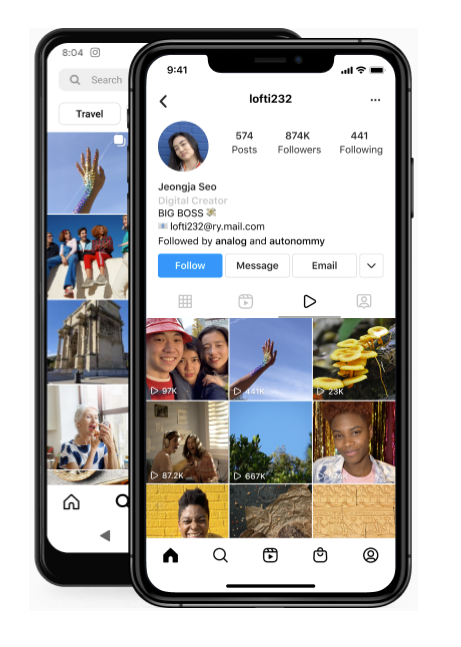 8:04
Search
Travel
9:41
lofti232
574 874K 441
Posts Followers Following
Jeongja Seo
Digital Creator
BIG BOSS
lofti232@ry.mail.com
Followed by analog and autonommy
Follow Message Email
97K 441K 23K
87.2K 667K